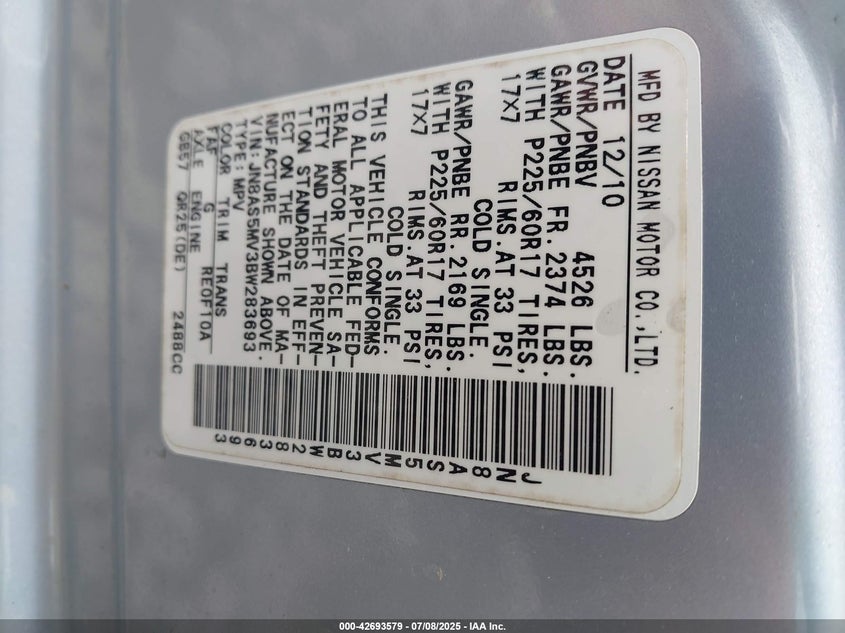 MFD BY NISSAN MOTOR CO.,LTD.
DATE 12/10
GVWR/PNBV 4526 LBS.
GAWR/PNBE FR. 2374 LBS.
WITH P225/60R17 TIRES,
17X7 RIMS.AT 33 PSI
COLD SINGLE.
GAWR/PNBE RR. 2169 LBS.
WITH P225/60R17 TIRES,
17X7 RIMS.AT 33 PSI
COLD SINGLE.
THIS VEHICLE CONFORMS
TO ALL APPLICABLE FED-
ERAL MOTOR VEHICLE SA-
FETY AND THEFT PREVEN-
TION STANDARDS IN EFF-
ECT ON THE DATE OF MA-
NUFACTURE SHOWN ABOVE.
VIN:JN8AS5MV3BW283693
TYPE:MPV
COLOR TRIM TRANS
FAF G RE0F10A
AXLE ENGINE
GB57 QR25(DE) 2488CC
JN8AS5MV3BW283693
000-42693579 / 07/08/2025 - IAA Inc.